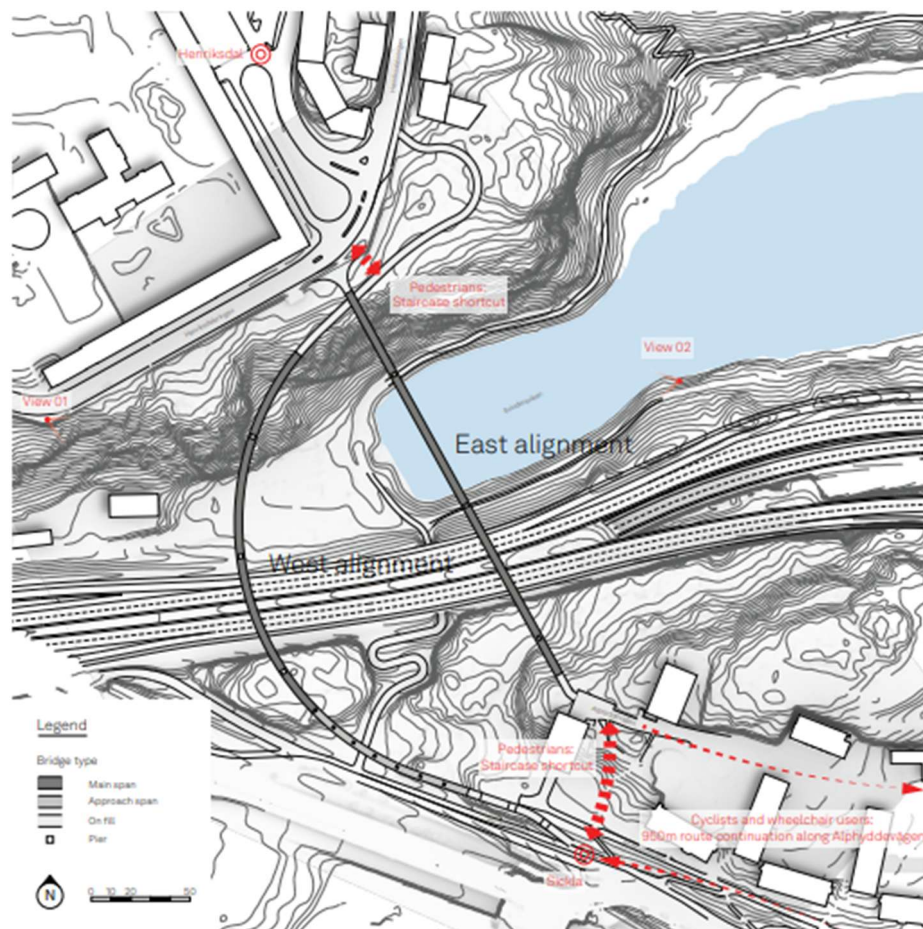 Henriksdal
Pedestrians:
Staircase shortcut
View 02
View 01
East alignment
West alignment
Legend
Bridge type
Main span
Approach span
On fill
Pier
Pedestrians:
Staircase shortcut
Cyclists and wheelchair users:
950m route continuation along Alphyddevägen
Sickla
N
0 10 20 50